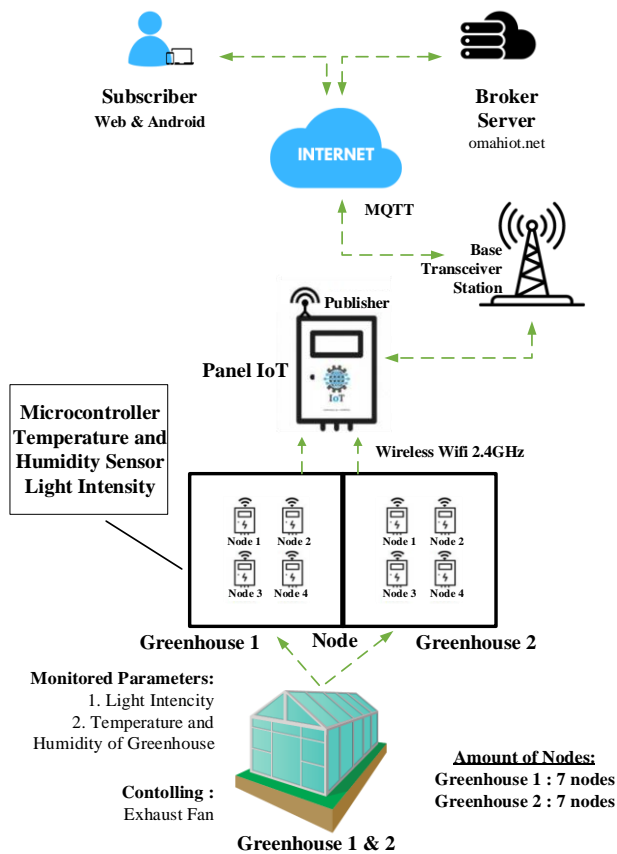 Subscriber
Web & Android
Broker
Server
omahiot.net
INTERNET
MQTT
Base
Transceiver
Station
Publisher
Panel IoT
IoT
Microcontroller
Temperature and
Humidity Sensor
Light Intensity
Wireless Wifi 2.4GHz
Node 1
Node 2
Node 3
Node 4
Node 1
Node 2
Node 3
Node 4
Greenhouse 1
Node
Greenhouse 2
Monitored Parameters:
1. Light Intencity
2. Temperature and
Humidity of Greenhouse
Contolling :
Exhaust Fan
Amount of Nodes:
Greenhouse 1 : 7 nodes
Greenhouse 2 : 7 nodes
Greenhouse 1 & 2